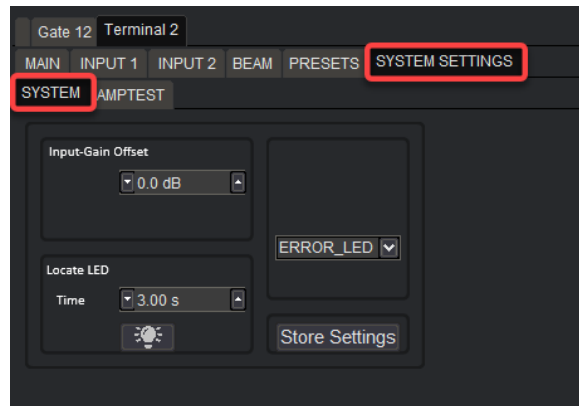 Gate 12 Terminal 2
MAIN INPUT 1 INPUT 2 BEAM PRESETS SYSTEM SETTINGS
SYSTEM AMPTEST
Input-Gain Offset
0.0 dB
ERROR_LED
Locate LED
Time 3.00 s
Store Settings